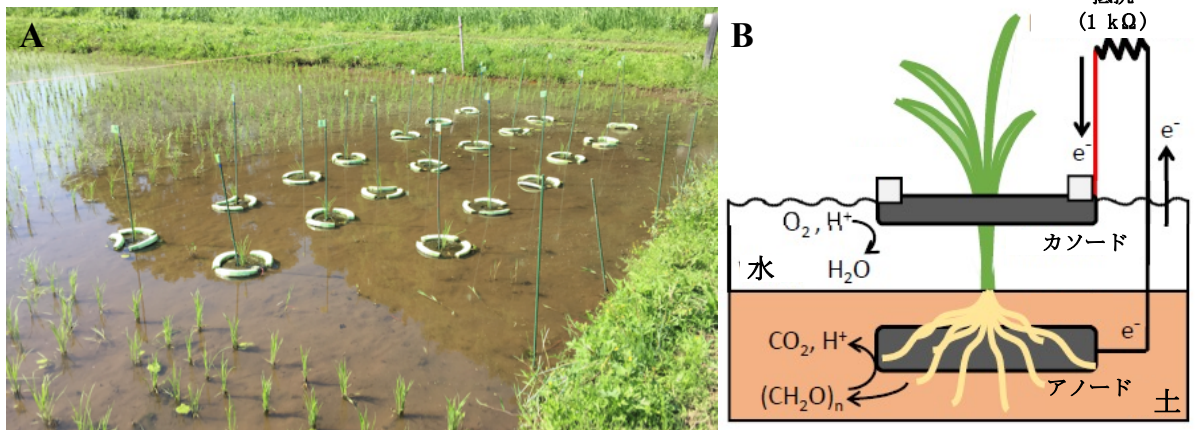 A
B
(1 kΩ)
e⁻
e⁻
O₂ , H⁺
カソード
H₂O
水
e⁻
CO₂, H⁺
アノード
(CH₂O)ₙ
土